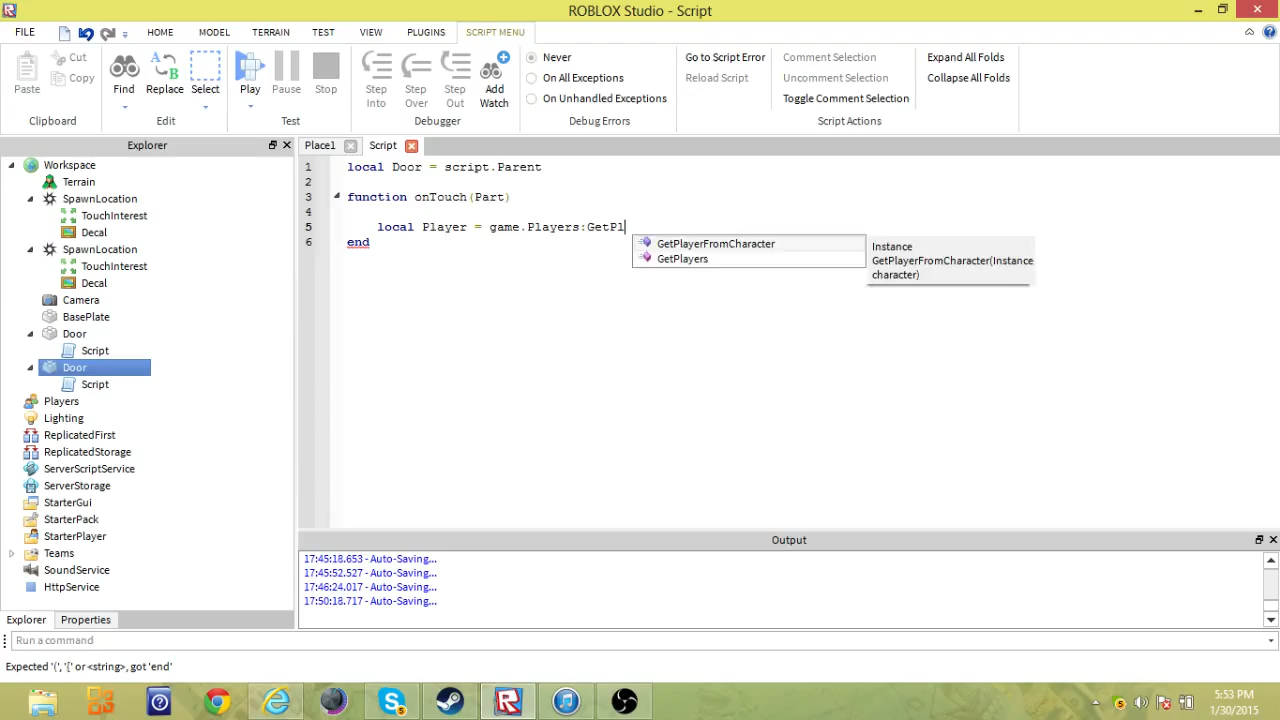 ROBLOX Studio - Script
FILE HOME MODEL TERRAIN TEST VIEW PLUGINS SCRIPT MENU
Paste Cut Copy
Clipboard
Find Replace Select
Edit
Play Pause Stop
Test
Step Into Step Over Step Out Add Watch
Debugger
Never
On All Exceptions
On Unhandled Exceptions
Debug Errors
Go to Script Error
Reload Script
Comment Selection
Uncomment Selection
Toggle Comment Selection
Script Actions
Expand All Folds
Collapse All Folds
Explorer
Workspace
Terrain
SpawnLocation
TouchInterest
Decal
SpawnLocation
TouchInterest
Decal
Camera
BasePlate
Door
Script
Door
Script
Players
Lighting
ReplicatedFirst
ReplicatedStorage
ServerScriptService
ServerStorage
StarterGui
StarterPack
StarterPlayer
Teams
SoundService
HttpService
Explorer Properties
Place1 Script
1 local Door = script.Parent
2
3 function onTouch(Part)
4
5 local Player = game.Players:GetPl
6 end
GetPlayerFromCharacter
GetPlayers
Instance
GetPlayerFromCharacter(Instance
character)
Output
17:45:18.653 - Auto-Saving...
17:45:52.527 - Auto-Saving...
17:46:24.017 - Auto-Saving...
17:50:18.717 - Auto-Saving...
Run a command
Expected '(', '{' or <string>, got 'end'
5:53 PM
1/30/2015